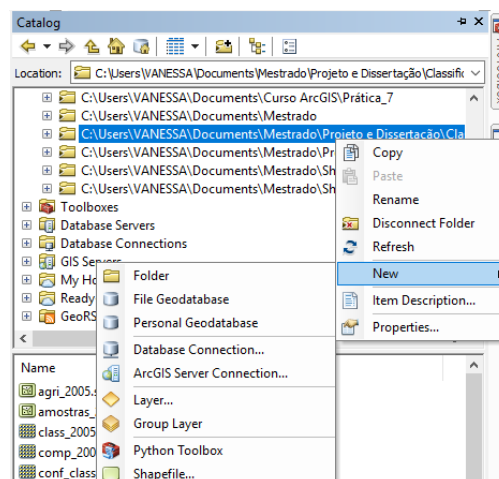 Catalog
Location: C:\Users\VANESSA\Documents\Mestrado\Projeto e Dissertação\Classific
C:\Users\VANESSA\Documents\Curso ArcGIS\Prática_7
C:\Users\VANESSA\Documents\Mestrado
C:\Users\VANESSA\Documents\Mestrado\Projeto e Dissertação\Cla
C:\Users\VANESSA\Documents\Mestrado\Pr
C:\Users\VANESSA\Documents\Mestrado\Sh
C:\Users\VANESSA\Documents\Mestrado\Sh
Toolboxes
Database Servers
Database Connections
GIS Servers
My Ho
Ready
GeoRS
Copy
Paste
Rename
Disconnect Folder
Refresh
New
Item Description...
Properties...
Folder
File Geodatabase
Personal Geodatabase
Database Connection...
ArcGIS Server Connection...
Layer...
Group Layer
Python Toolbox
Shapefile...
Name
agri_2005.s
amostras_
class_2005
comp_200
conf_class